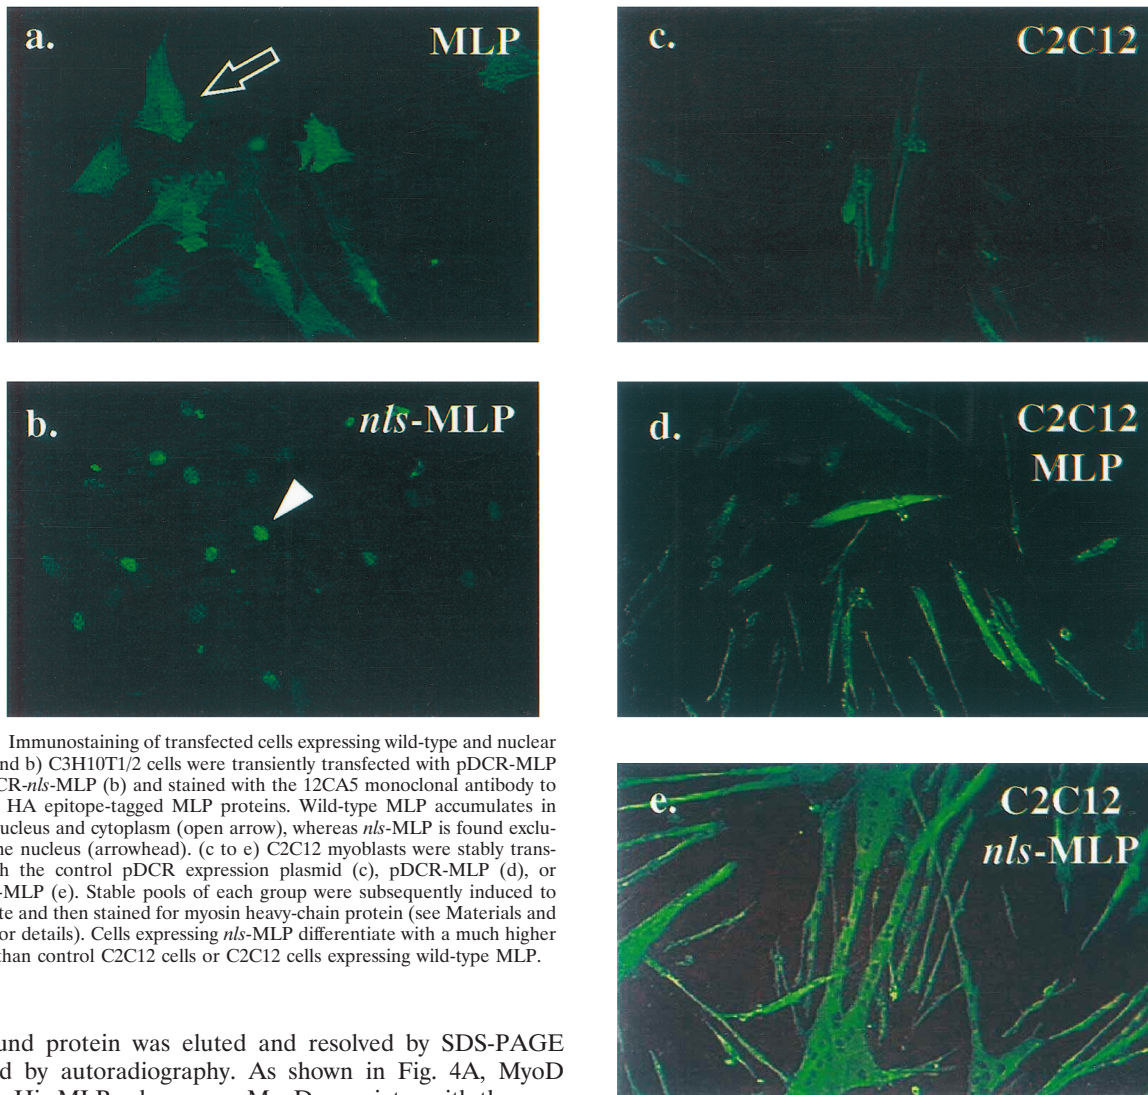 a.
MLP
b.
nls-MLP
Immunostaining of transfected cells expressing wild-type and nuclear
nd b) C3H10T1/2 cells were transiently transfected with pDCR-MLP
CR-nls-MLP (b) and stained with the 12CA5 monoclonal antibody to
HA epitope-tagged MLP proteins. Wild-type MLP accumulates in
ucleus and cytoplasm (open arrow), whereas nls-MLP is found exclu-
ne nucleus (arrowhead). (c to e) C2C12 myoblasts were stably trans-
h the control pDCR expression plasmid (c), pDCR-MLP (d), or
-MLP (e). Stable pools of each group were subsequently induced to
te and then stained for myosin heavy-chain protein (see Materials and
or details). Cells expressing nls-MLP differentiate with a much higher
than control C2C12 cells or C2C12 cells expressing wild-type MLP.
und protein was eluted and resolved by SDS-PAGE
d by autoradiography. As shown in Fig. 4A, MyoD
c.
C2C12
d.
C2C12
MLP
e.
C2C12
nls-MLP